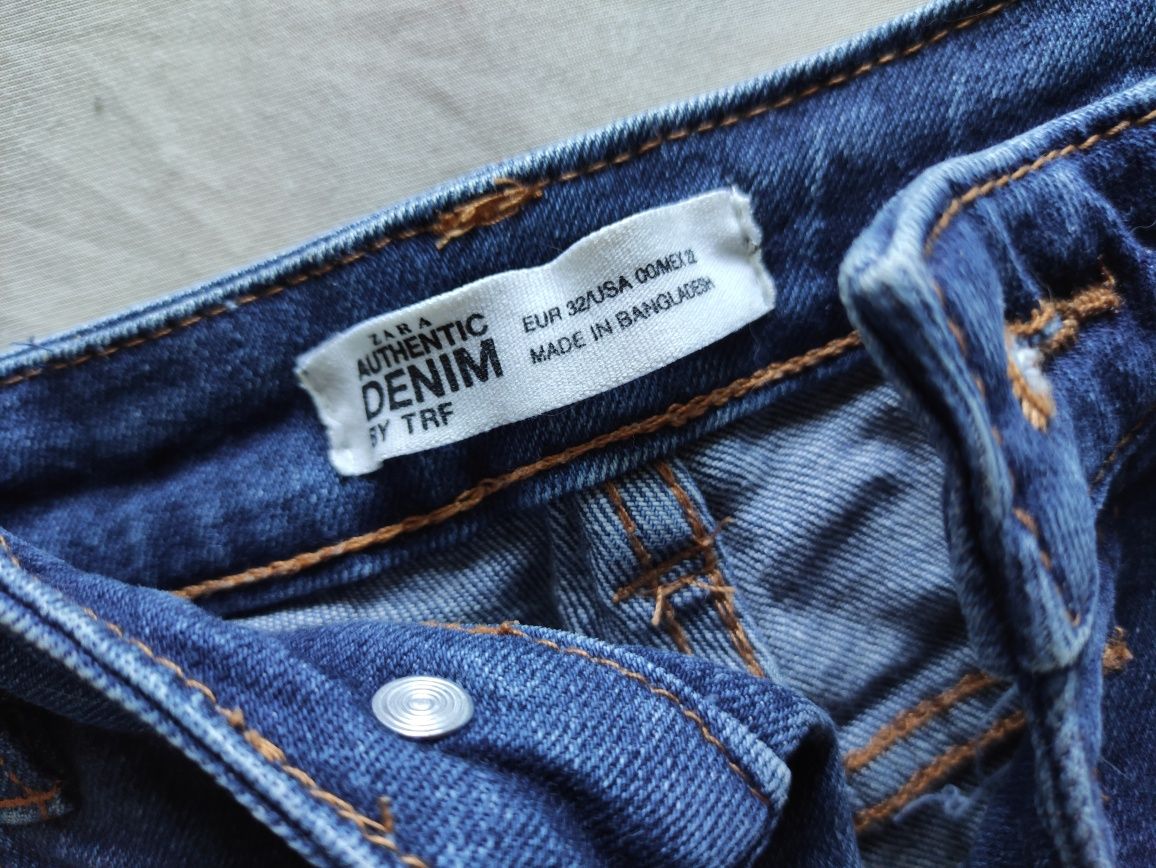 ZARA
AUTHENTIC
DENIM
BY TRF
EUR 32/USA 00/MEX 22
MADE IN BANGLADESH